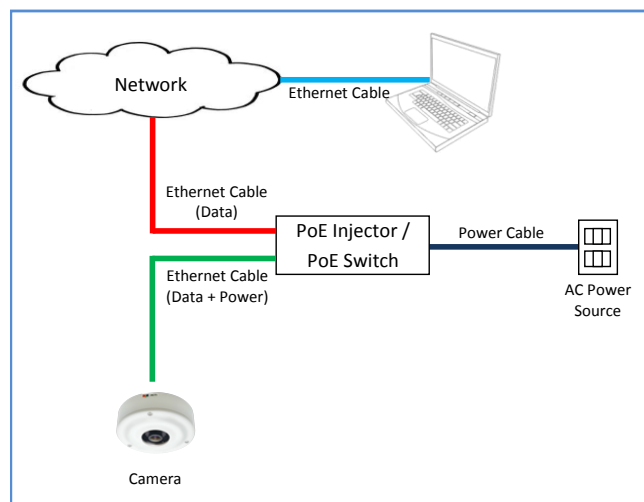 Network
Ethernet Cable
Ethernet Cable
(Data)
PoE Injector /
PoE Switch
Power Cable
Ethernet Cable
(Data + Power)
AC Power
Source
Camera